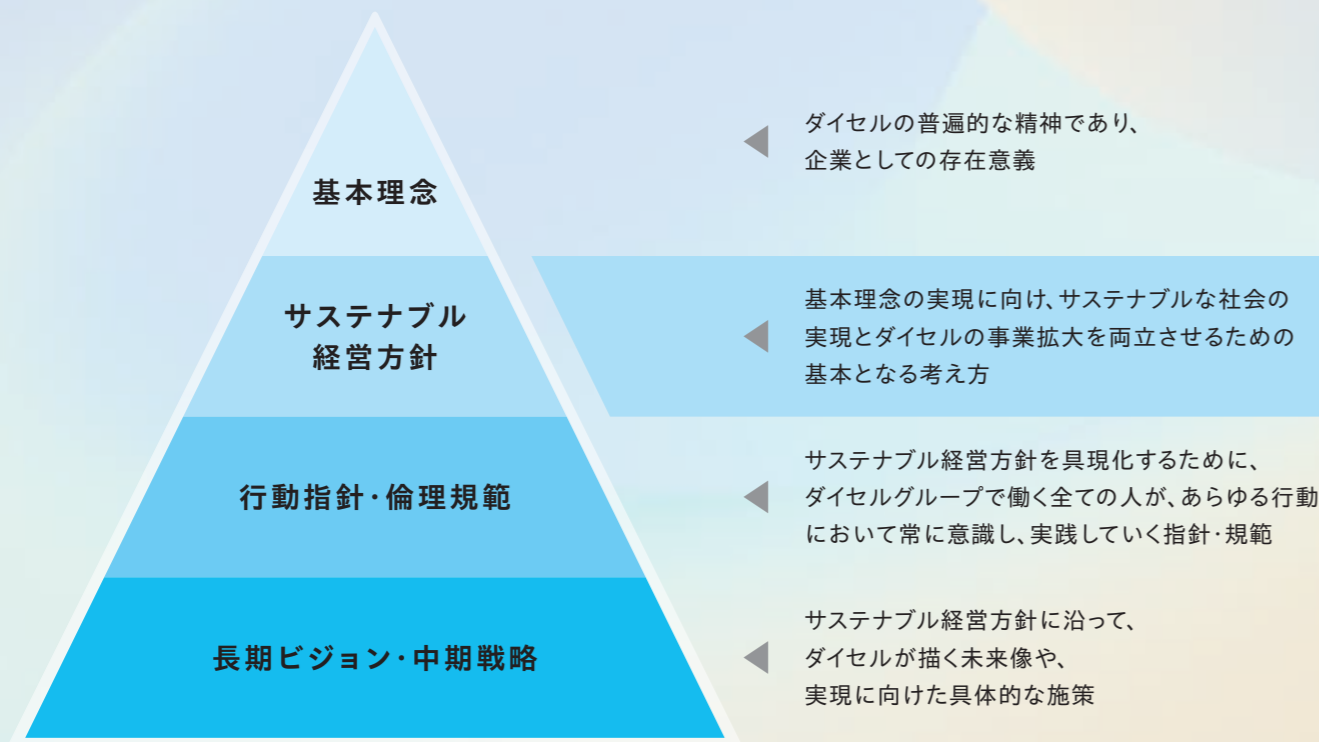 基本理念
ダイセルの普遍的な精神であり、
企業としての存在意義
サステナブル
経営方針
基本理念の実現に向け、サステナブルな社会の
実現とダイセルの事業拡大を両立させるための
基本となる考え方
行動指針・倫理規範
サステナブル経営方針を具現化するために、
ダイセルグループで働く全ての人が、あらゆる行動
において常に意識し、実践していく指針・規範
長期ビジョン・中期戦略
サステナブル経営方針に沿って、
ダイセルが描く未来像や、
実現に向けた具体的な施策